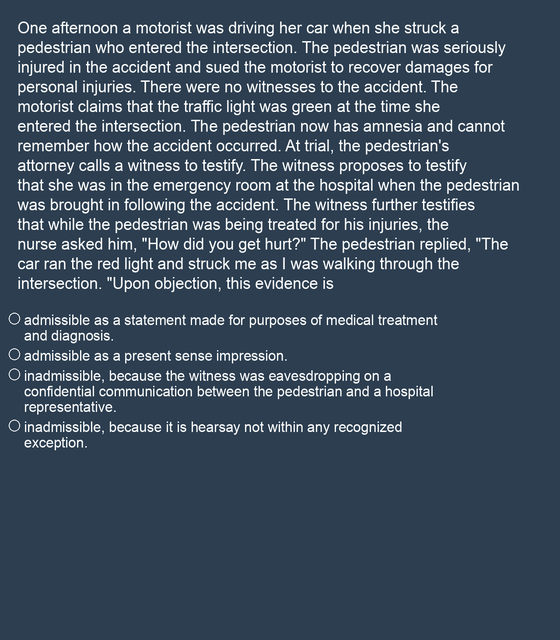 One afternoon a motorist was driving her car when she struck a
pedestrian who entered the intersection. The pedestrian was seriously
injured in the accident and sued the motorist to recover damages for
personal injuries. There were no witnesses to the accident. The
motorist claims that the traffic light was green at the time she
entered the intersection. The pedestrian now has amnesia and cannot
remember how the accident occurred. At trial, the pedestrian's
attorney calls a witness to testify. The witness proposes to testify
that she was in the emergency room at the hospital when the pedestrian
was brought in following the accident. The witness further testifies
that while the pedestrian was being treated for his injuries, the
nurse asked him, "How did you get hurt?" The pedestrian replied, "The
car ran the red light and struck me as I was walking through the
intersection. "Upon objection, this evidence is
admissible as a statement made for purposes of medical treatment
and diagnosis.
admissible as a present sense impression.
inadmissible, because the witness was eavesdropping on a
confidential communication between the pedestrian and a hospital
representative.
inadmissible, because it is hearsay not within any recognized
exception.